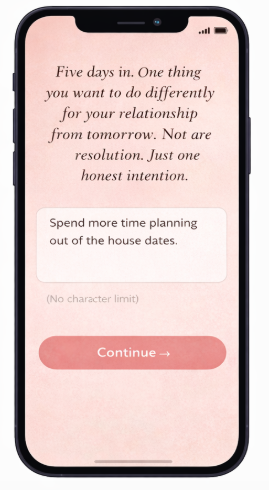 Five days in. One thing
you want to do differently
for your relationship
from tomorrow. Not are
resolution. Just one
honest intention.
Spend more time planning
out of the house dates.
(No character limit)
Continue →